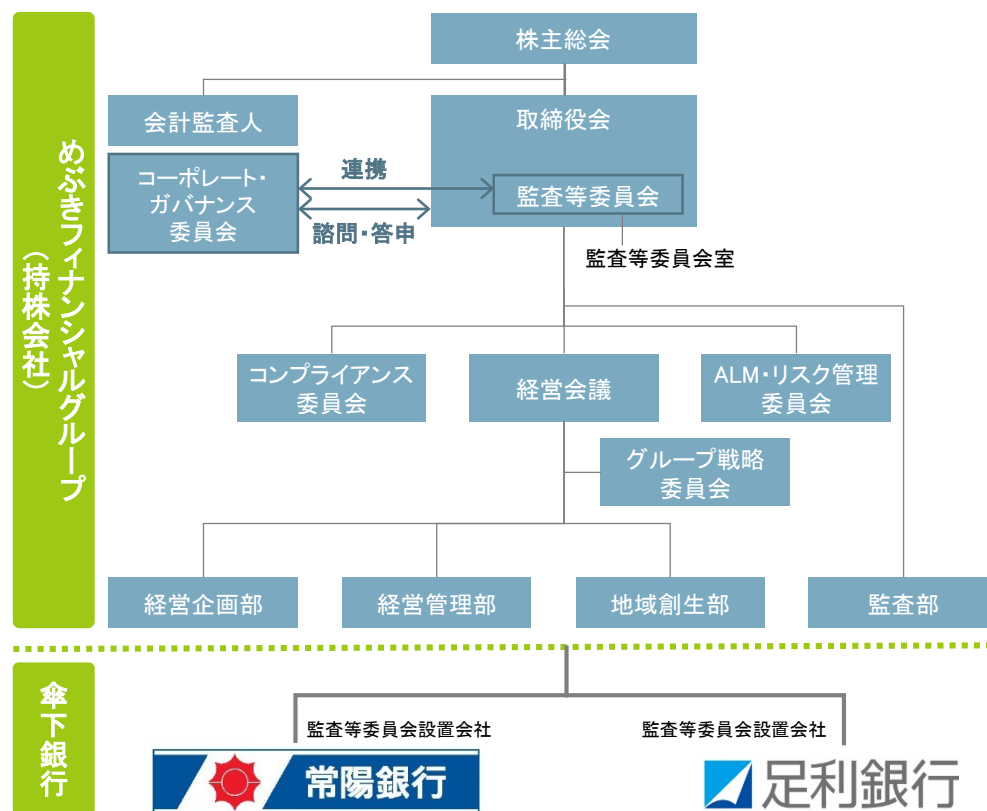 めぶきフィナンシャルグループ
（持株会社）
株主総会
会計監査人
取締役会
コーポレート・
ガバナンス
委員会
連携
諮問・答申
監査等委員会
監査等委員会室
コンプライアンス
委員会
経営会議
ALM・リスク管理
委員会
グループ戦略
委員会
経営企画部
経営管理部
地域創生部
監査部
傘下銀行
監査等委員会設置会社
監査等委員会設置会社
常陽銀行
足利銀行